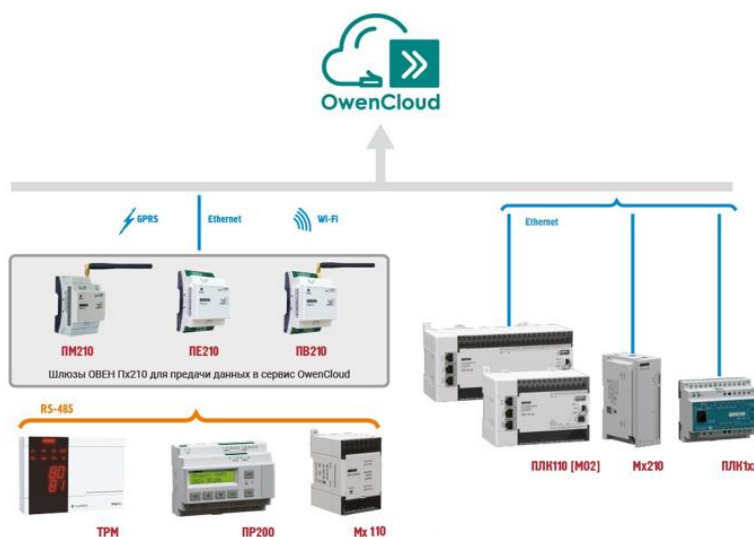 OwenCloud
GPRS
Ethernet
Wi-Fi
Ethernet
ПМ210
ПЕ210
ПВ210
Шлюзы ОВЕН Пх210 для предачи данных в сервис OwenCloud
RS-485
ТРМ
ПР200
Мх 110
ПЛК110 [М02]
Мх210
ПЛК1хх